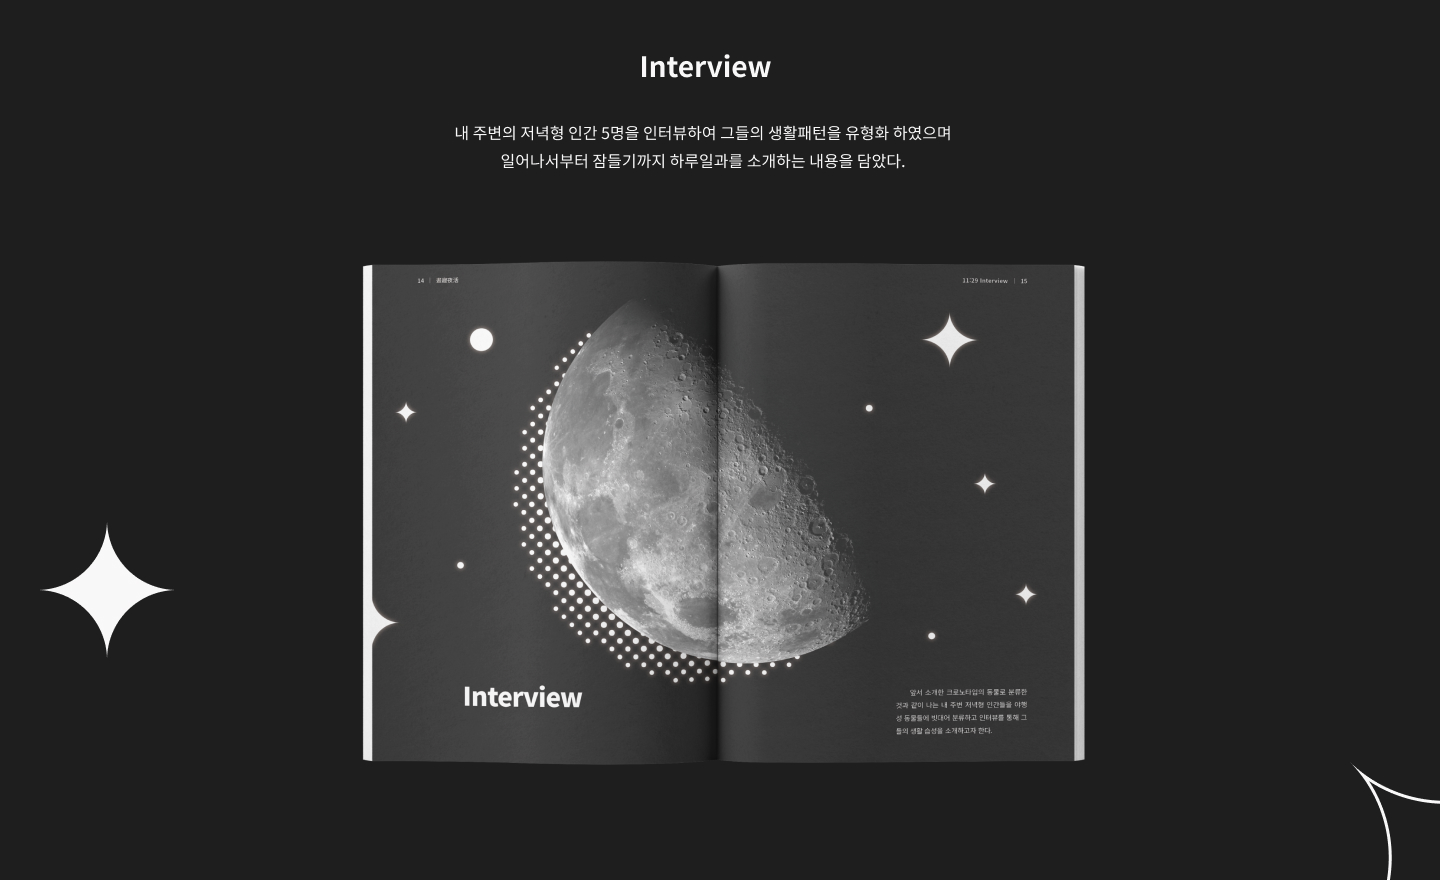 Interview
내 주변의 저녁형 인간 5명을 인터뷰하여 그들의 생활패턴을 유형화 하였으며
일어나서부터 잠들기까지 하루일과를 소개하는 내용을 담았다.
14 |
11:29 Interview | 15
Interview
앞서 소개한 크로노타입의 동물로 분류한
것과 같이 나는 내 주변 저녁형 인간들을 야행
성 동물들에 빗대어 분류하고 인터뷰를 통해 그
들의 생활 습성을 소개하고자 한다.